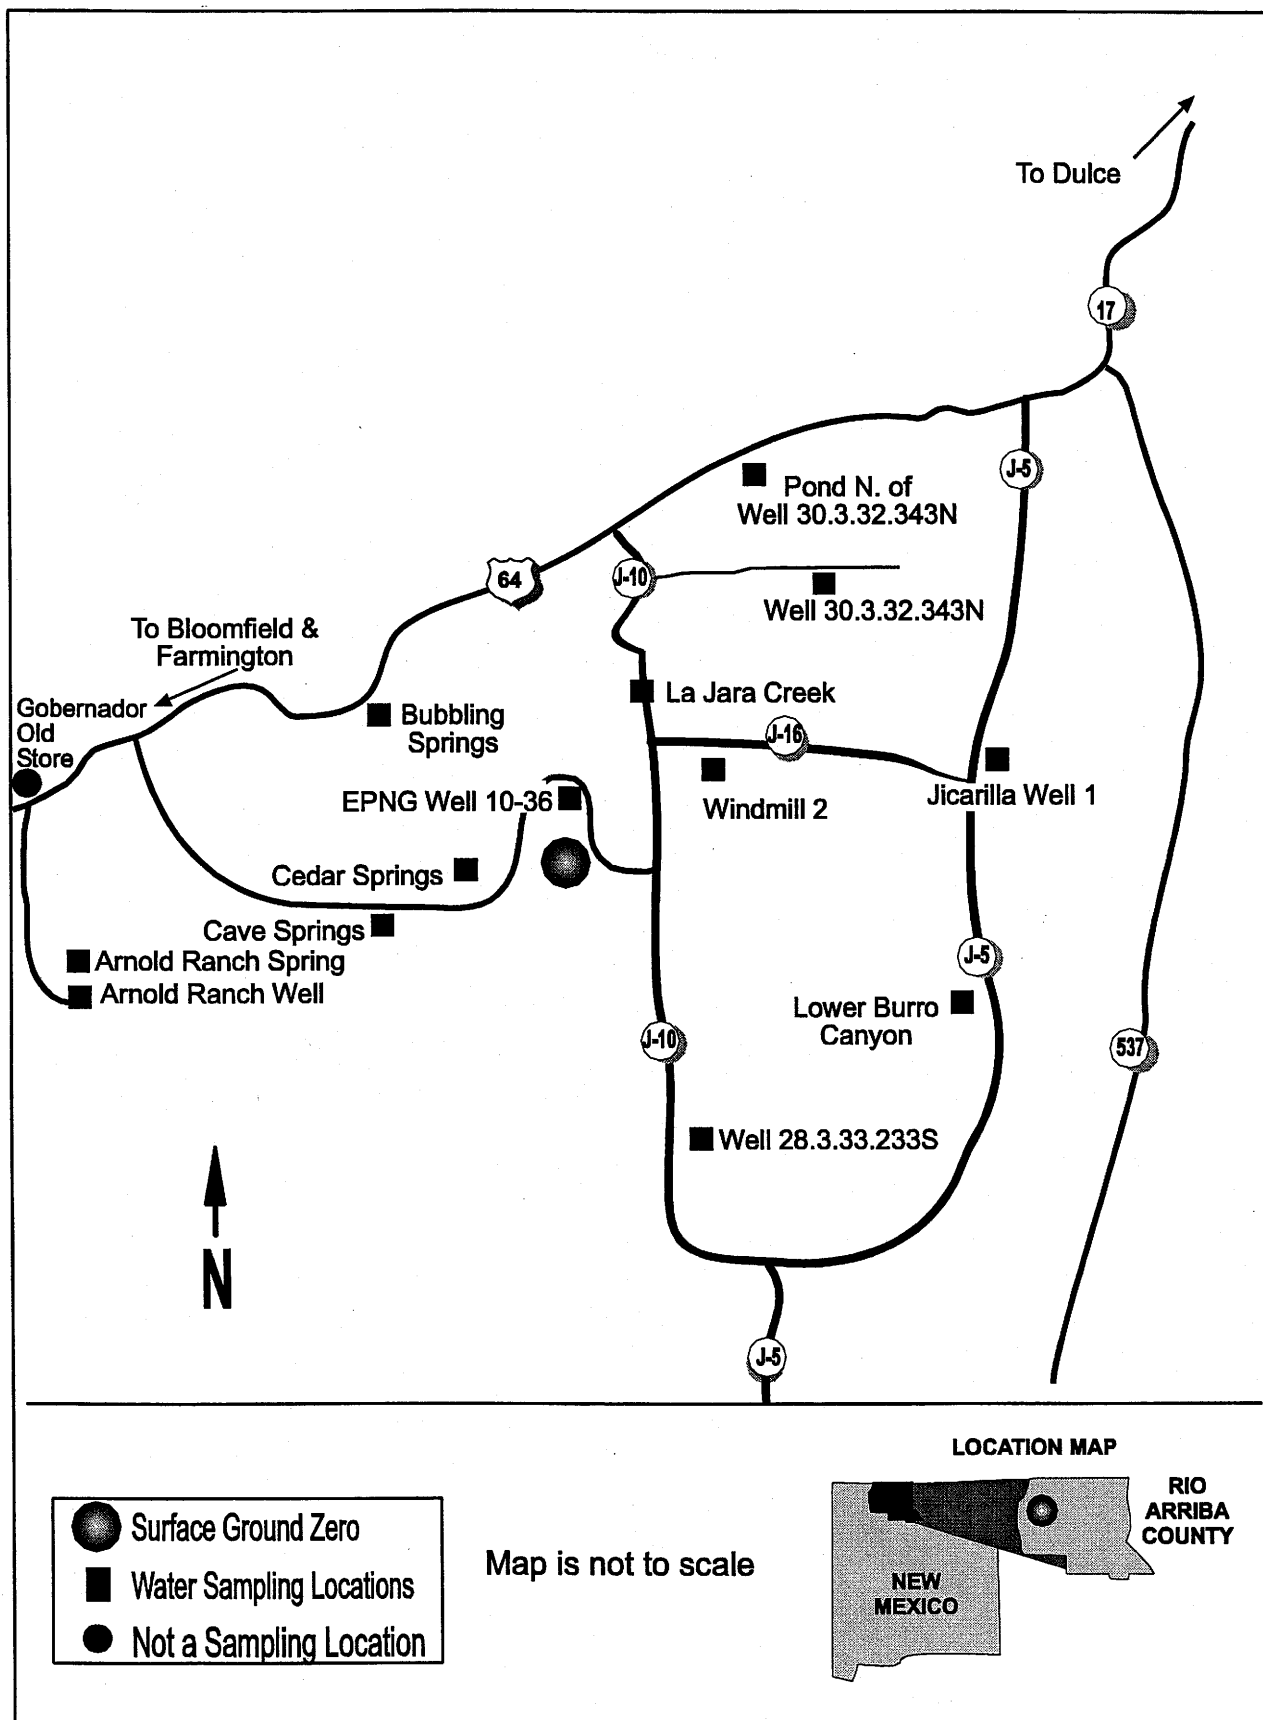 To Dulce
17
J-5
Pond N. of
Well 30.3.32.343N
64
J-10
Well 30.3.32.343N
To Bloomfield &
Farmington
La Jara Creek
Gobernador
Old
Store
Bubbling
Springs
J-16
EPNG Well 10-36
Windmill 2
Jicarilla Well 1
Cedar Springs
Cave Springs
Arnold Ranch Spring
Arnold Ranch Well
J-5
Lower Burro
Canyon
J-10
537
Well 28.3.33.233S
N
J-5
LOCATION MAP
RIO
ARRIBA
COUNTY
NEW
MEXICO
Surface Ground Zero
Water Sampling Locations
Not a Sampling Location
Map is not to scale